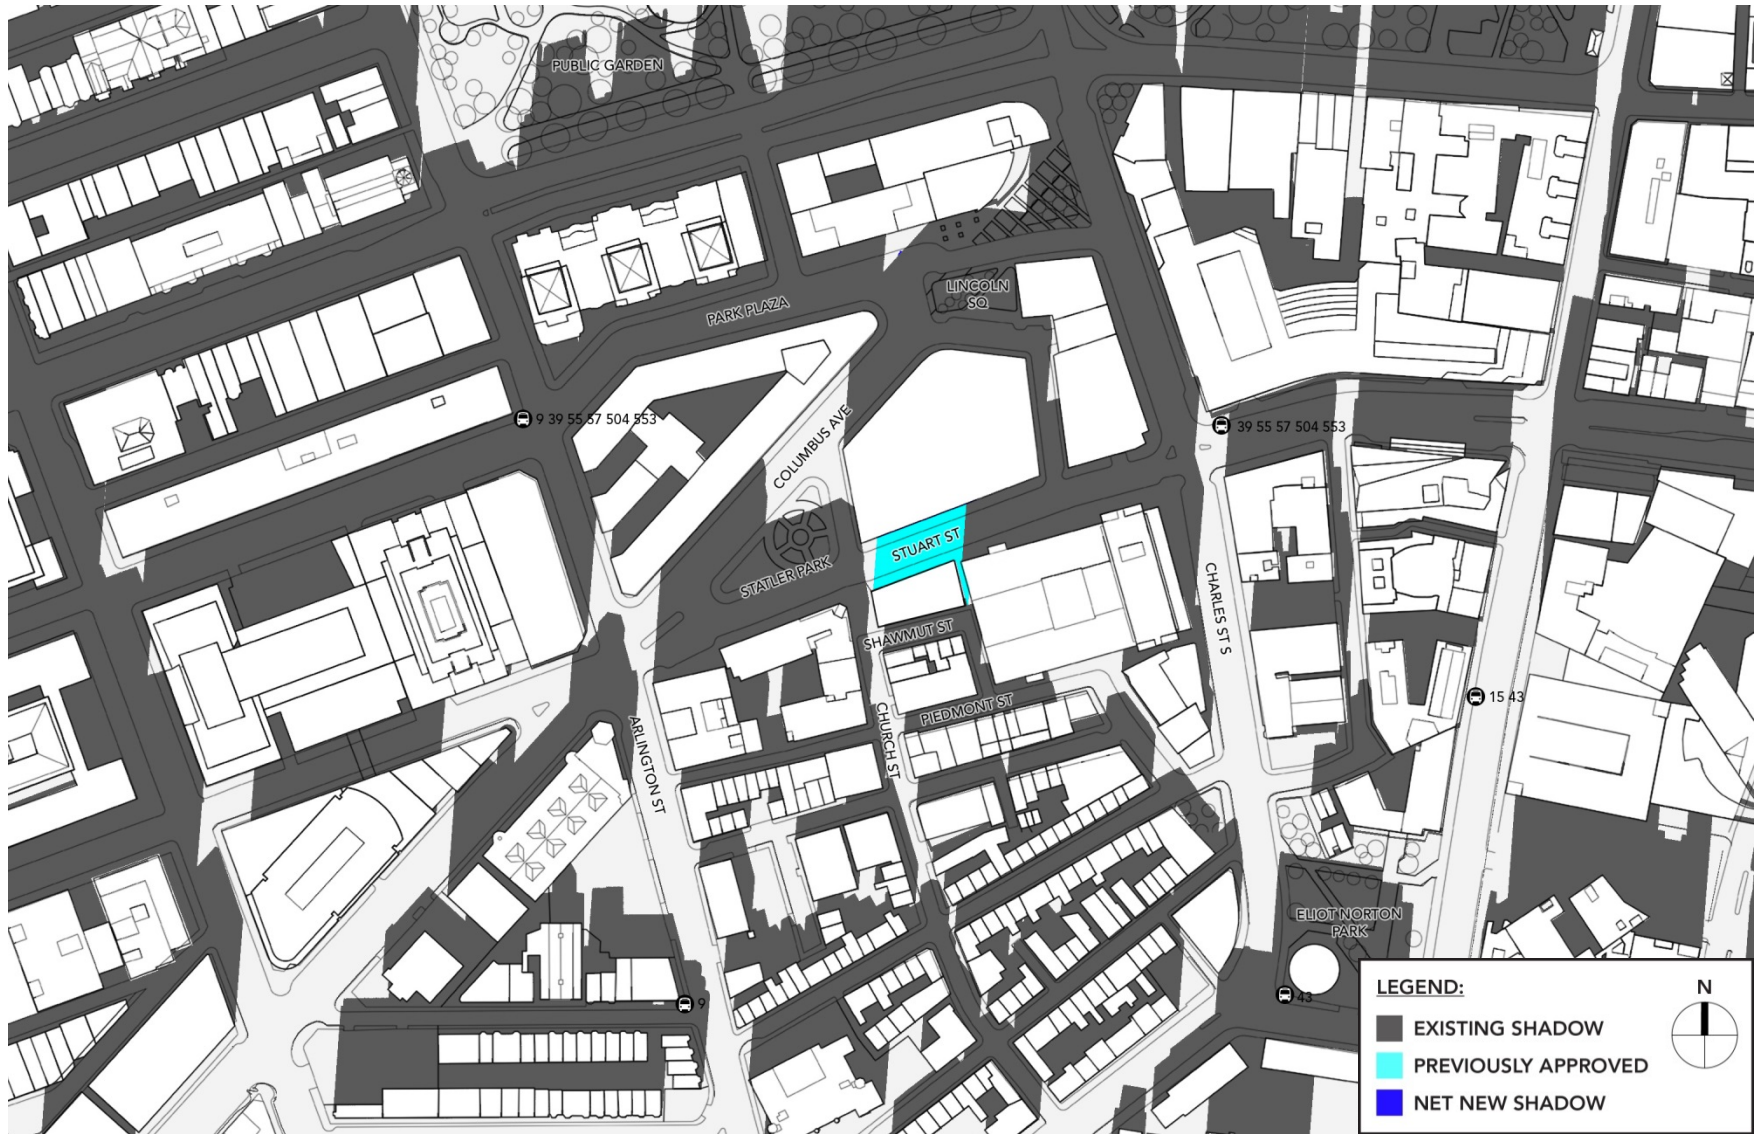 PUBLIC GARDEN
LINCOLN
SQ
PARK PLAZA
9 39 55 57 504 553
COLUMBUS AVE
39 55 57 504 553
STUART ST
STATLER PARK
SHAWMUT ST
CHARLES ST S
PIEDMONT ST
15 43
ARLINGTON ST
CHURCH ST
ELIOT NORTON
PARK
9
43
LEGEND:
N
EXISTING SHADOW
PREVIOUSLY APPROVED
NET NEW SHADOW